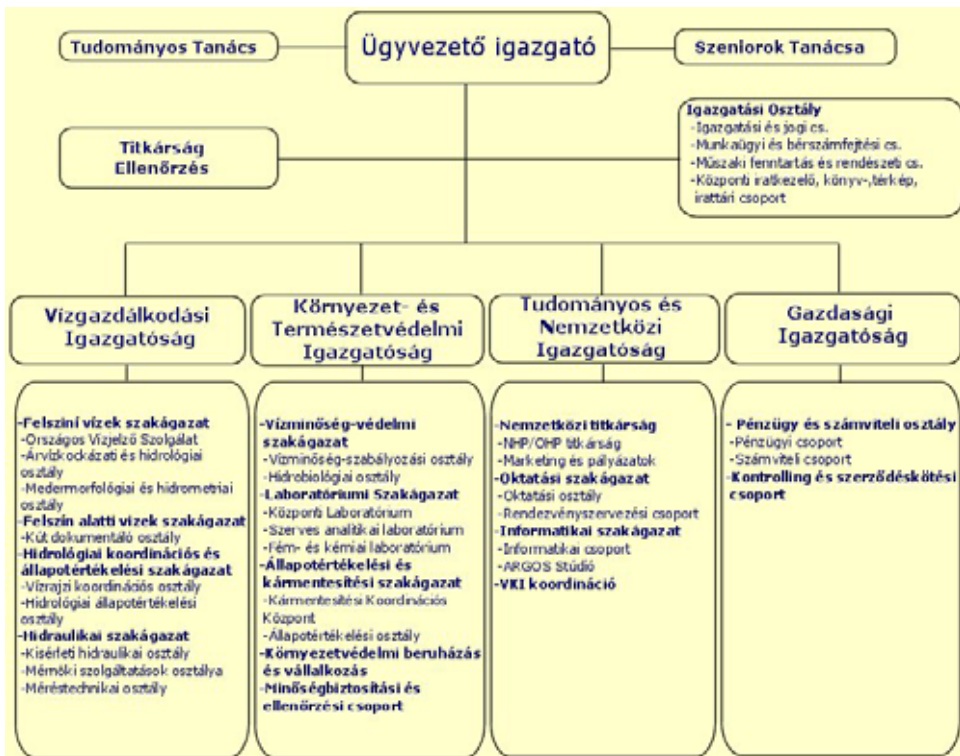 Tudományos Tanács
Ügyvezető igazgató
Szeniorok Tanácsa
Titkárság
Ellenőrzés
Igazgatási Osztály
-Igazgatási és jogi cs.
-Munkaügyi és bérszámfejtési cs.
-Műszaki fenntartás és rendészeti cs.
-Központi iratkezelő, könyv-,térkép,
irattári csoport
Vízgazdálkodási
Igazgatóság
Környezet- és
Természetvédelmi
Igazgatóság
Tudományos és
Nemzetközi
Igazgatóság
Gazdasági
Igazgatóság
-Felszíni vízek szakágazat
-Országos Vízjelző Szolgálat
-Árvízkockázati és hidrológiai
osztály
-Medermorfológiai és hidrometriai
osztály
-Felszín alatti vizek szakágazat
-Kút dokumentáló osztály
-Hidrológiai koordinációs és
állapotértékelési szakágazat
-Vízrajzi koordinációs osztály
-Hidrológiai állapotértékelési
osztály
-Hidraulikai szakágazat
-Kisérleti hidraulikai osztály
-Mérnöki szolgáltatások osztálya
-Méréstechnikai osztály
-Vízminőség-védelmi
szakágazat
-Vízminőség-szabályozási osztály
-Hidrobiológiai osztály
-Laboratóriumi Szakágazat
-Központi Laboratórium
-Szerves analitikai laboratórium
-Fém- és kémiai laboratórium
-Állapotértékelési és
kármentesítési szakágazat
-Kármentesítési Koordinációs
Központ
-Állapotértékelési osztály
-Környezetvédelmi beruházás
és vállalkozás
-Minőségbiztosítási és
ellenőrzési csoport
-Nemzetközi titkárság
-NHP/OHP titkárság
-Marketing és pályázatok
-Oktatási szakágazat
-Oktatási osztály
-Rendezvényszervezési csoport
-Informatikai szakágazat
-Informatikai csoport
-ARGOS Stúdió
-VKI koordináció
- Pénzügy és számviteli osztály
-Pénzügyi csoport
-Számviteli csoport
-Kontrolling és szerződéskötési
csoport